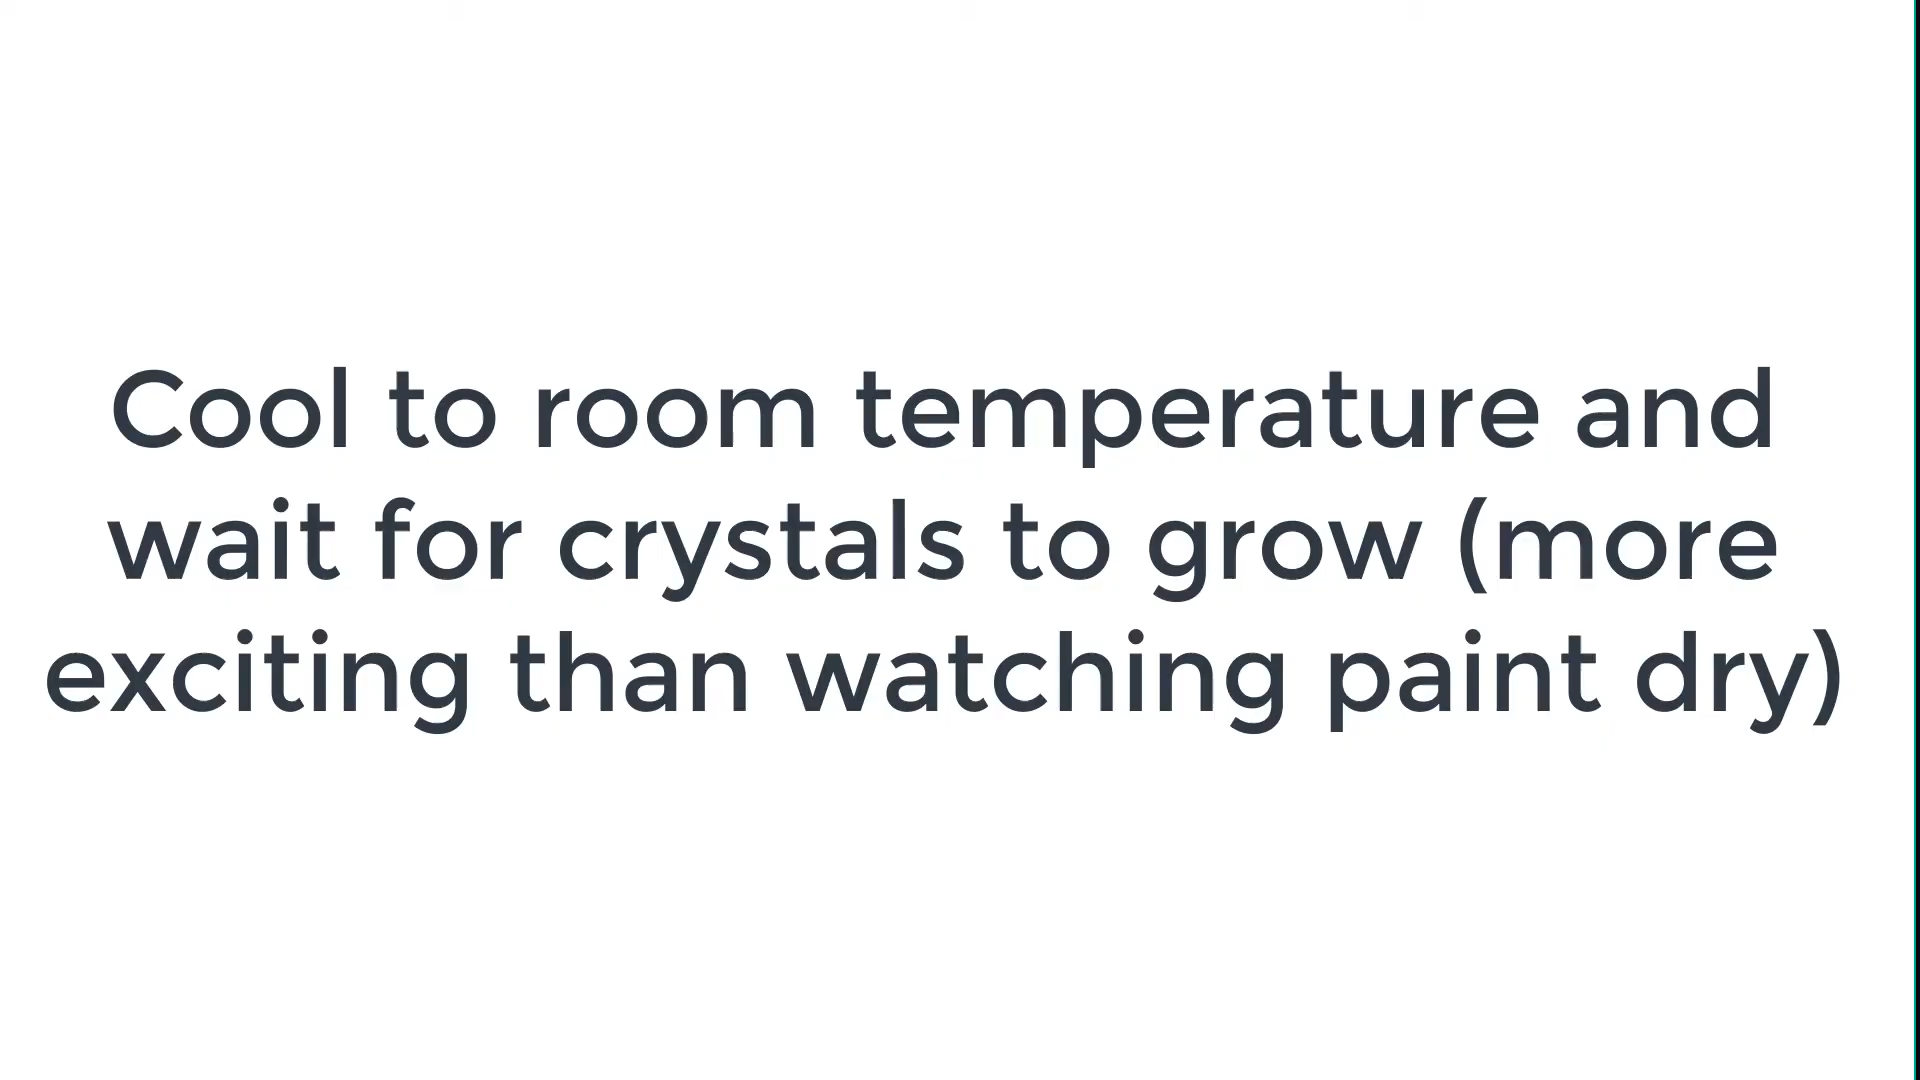 Cool to room temperature and
wait for crystals to grow (more
exciting than watching paint dry)